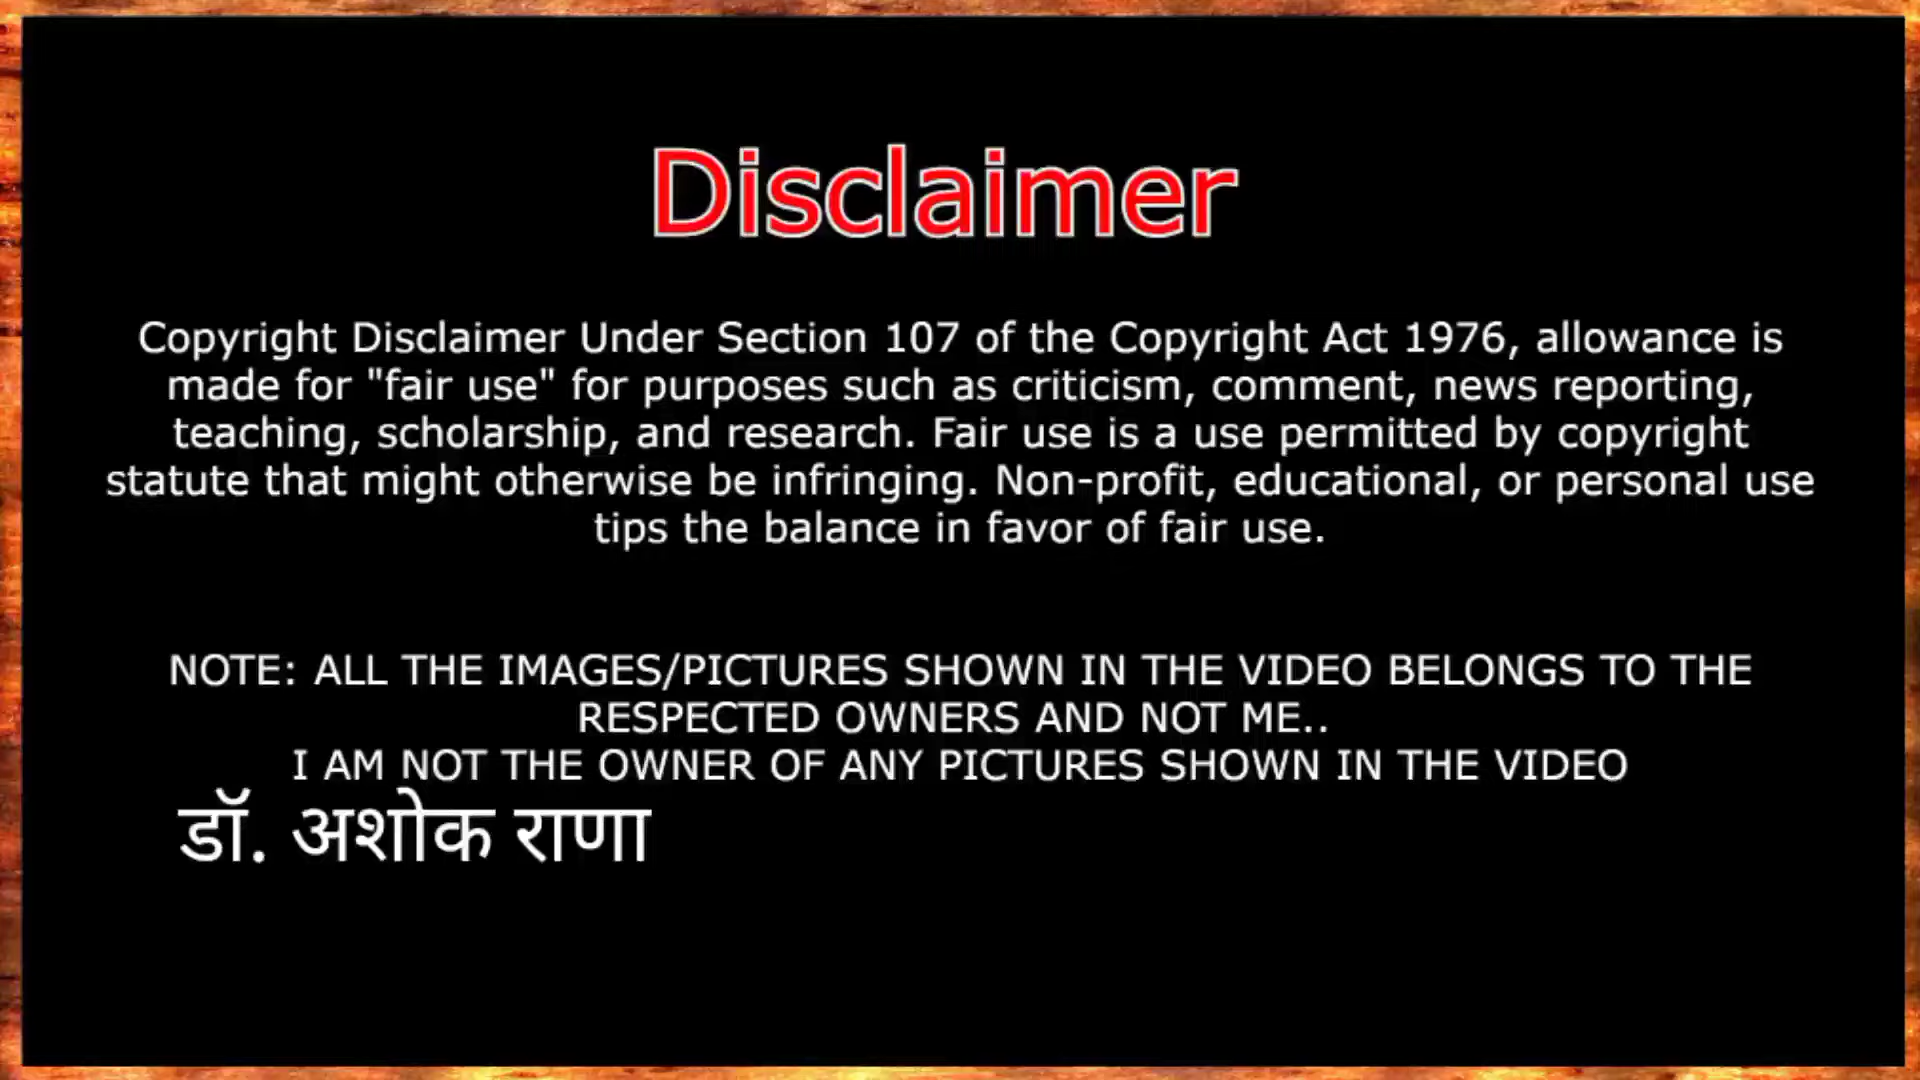 Disclaimer
Copyright Disclaimer Under Section 107 of the Copyright Act 1976, allowance is
made for "fair use" for purposes such as criticism, comment, news reporting,
teaching, scholarship, and research. Fair use is a use permitted by copyright
statute that might otherwise be infringing. Non-profit, educational, or personal use
tips the balance in favor of fair use.
NOTE: ALL THE IMAGES/PICTURES SHOWN IN THE VIDEO BELONGS TO THE
RESPECTED OWNERS AND NOT ME..
I AM NOT THE OWNER OF ANY PICTURES SHOWN IN THE VIDEO
डॉ. अशोक राणा